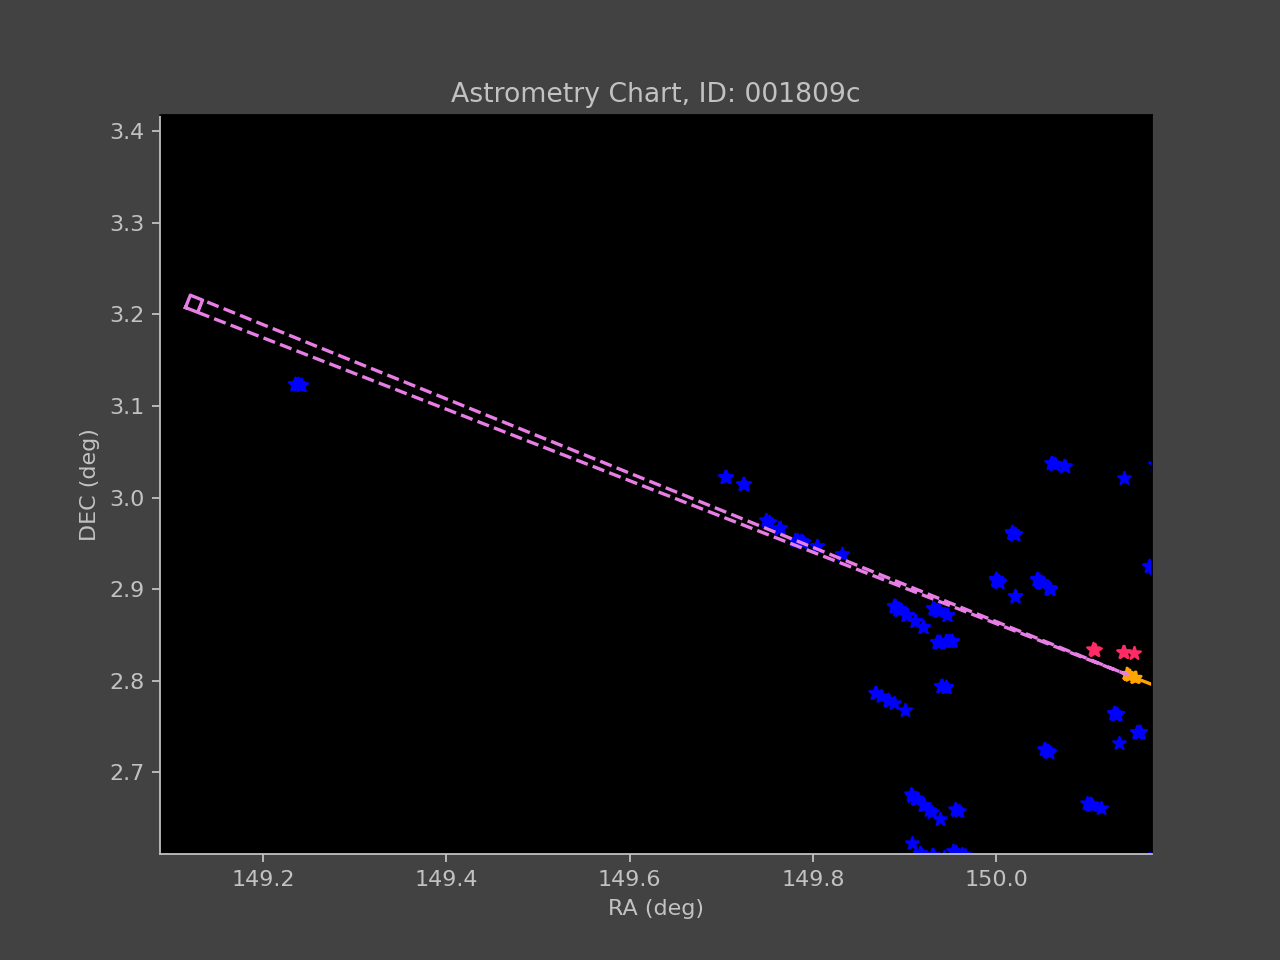 Astrometry Chart, ID: 001809c
3.4
3.3
3.2
3.1
3.0
2.9
2.8
2.7
DEC (deg)
149.2 149.4 149.6 149.8 150.0
RA (deg)